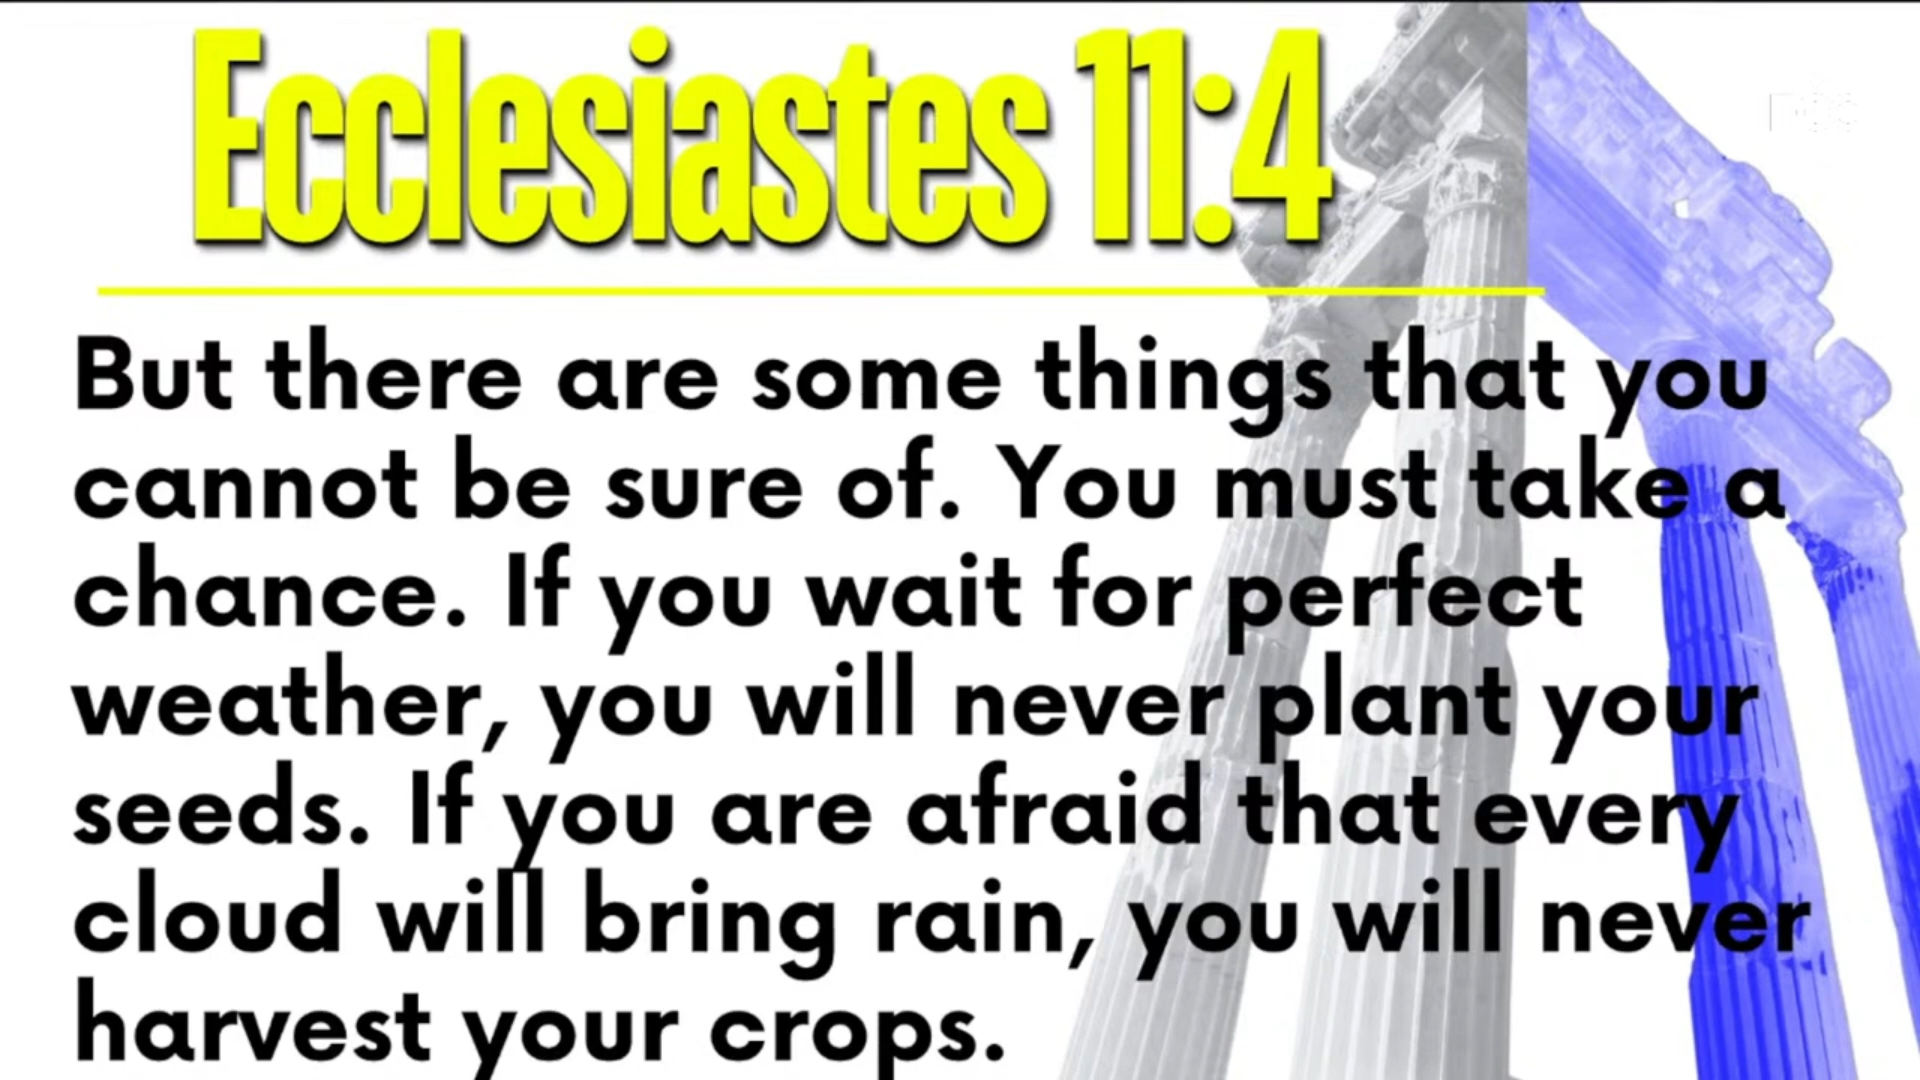 Ecclesiastes 11:4
But there are some things that you
cannot be sure of. You must take a
chance. If you wait for perfect
weather, you will never plant your
seeds. If you are afraid that every
cloud will bring rain, you will never
harvest your crops.